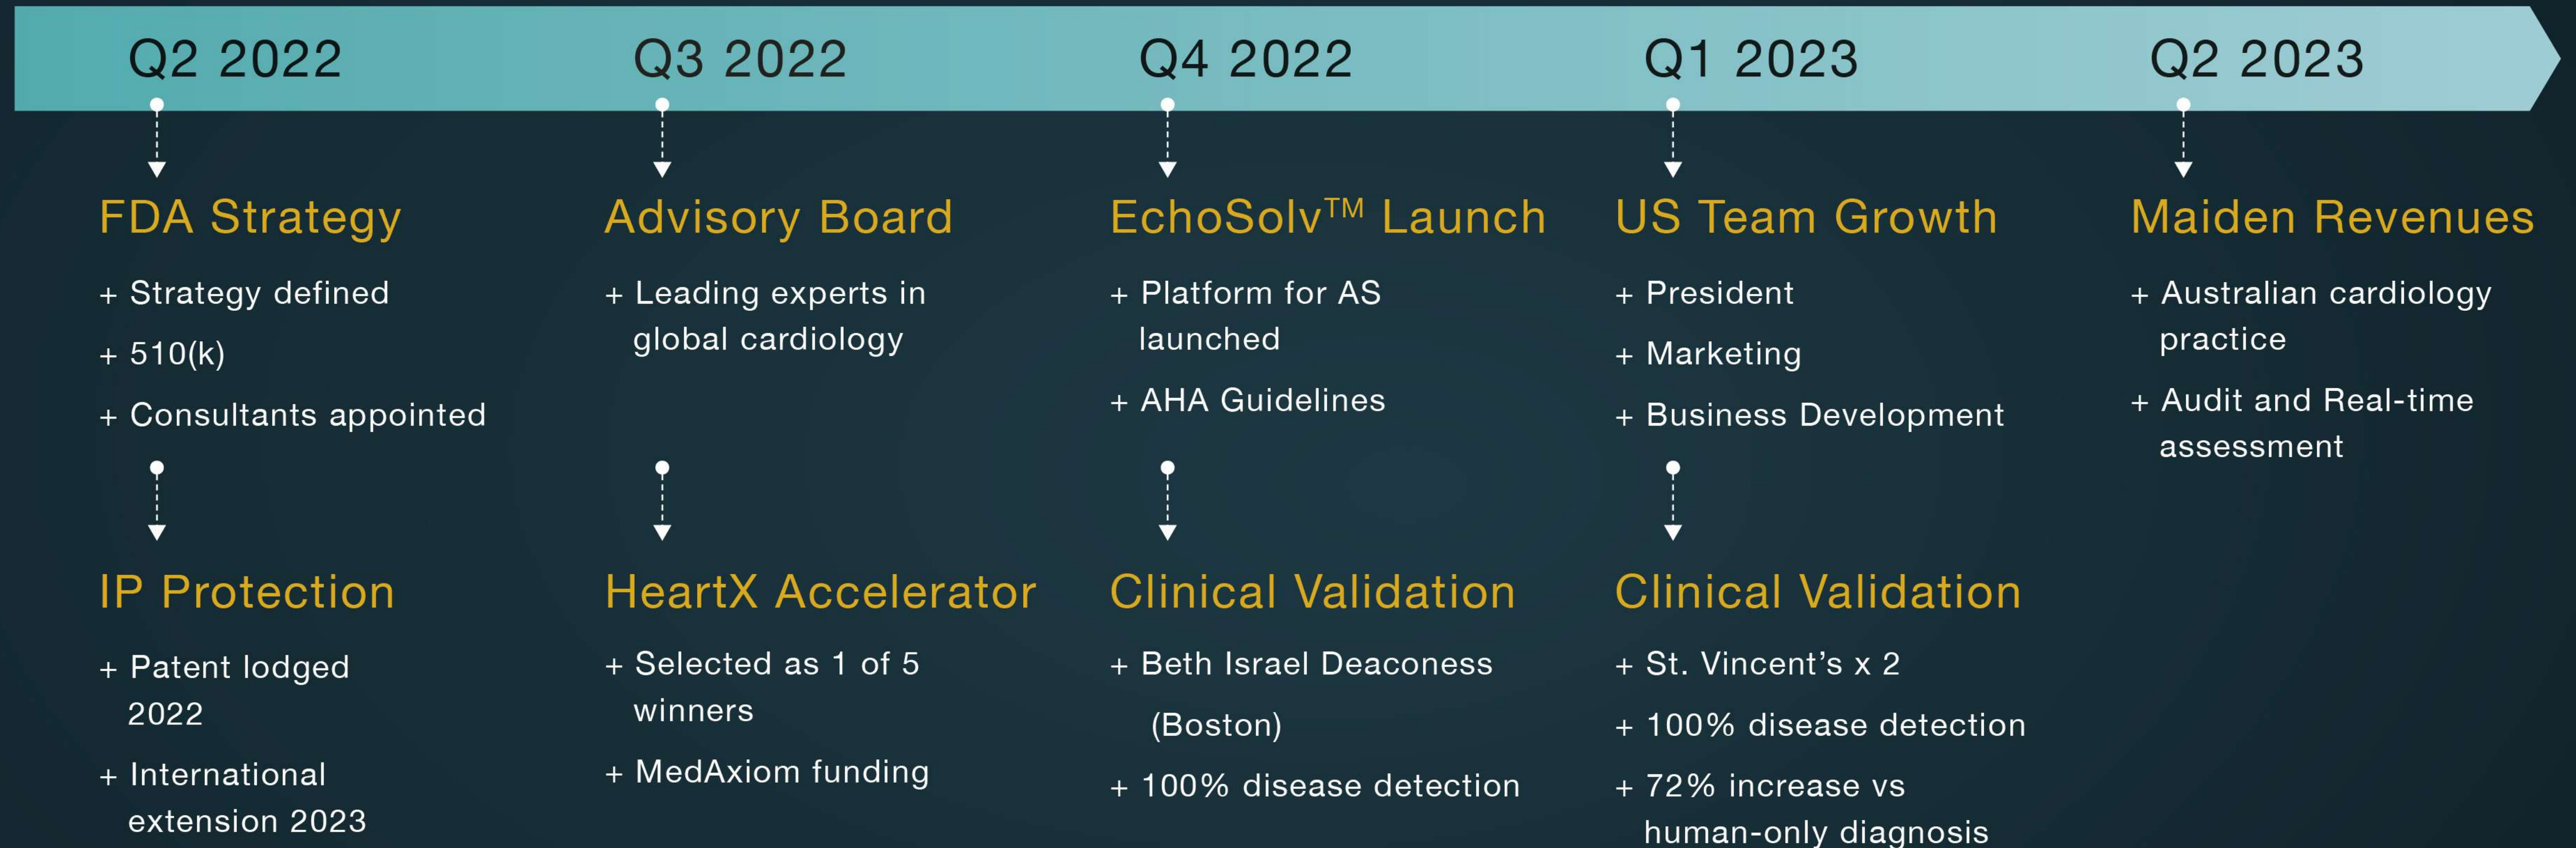 Q2 2022
Q3 2022
Q4 2022
Q1 2023
Q2 2023
FDA Strategy
+ Strategy defined
+ 510(k)
+ Consultants appointed
IP Protection
+ Patent lodged
2022
+ International
extension 2023
Advisory Board
+ Leading experts in
global cardiology
HeartX Accelerator
+ Selected as 1 of 5
winners
+ MedAxiom funding
EchoSolv™ Launch
+ Platform for AS
launched
+ AHA Guidelines
Clinical Validation
+ Beth Israel Deaconess
(Boston)
+ 100% disease detection
US Team Growth
+ President
+ Marketing
+ Business Development
Clinical Validation
+ St. Vincent’s x 2
+ 100% disease detection
+ 72% increase vs
human-only diagnosis
Maiden Revenues
+ Australian cardiology
practice
+ Audit and Real-time
assessment